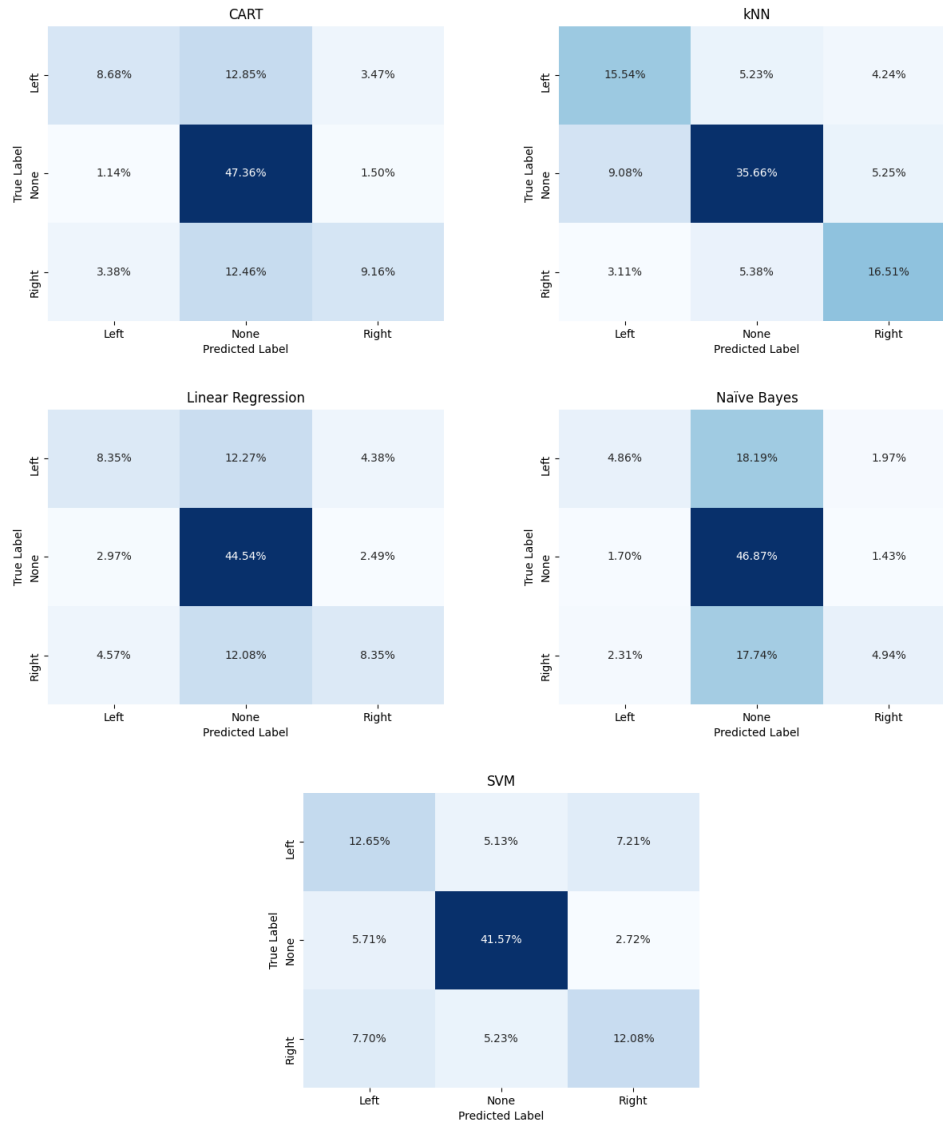 CART
Left
8.68% 12.85% 3.47%
True Label
None
1.14% 47.36% 1.50%
Right
3.38% 12.46% 9.16%
Left None Right
Predicted Label
kNN
Left
15.54% 5.23% 4.24%
True Label
None
9.08% 35.66% 5.25%
Right
3.11% 5.38% 16.51%
Left None Right
Predicted Label
Linear Regression
Left
8.35% 12.27% 4.38%
True Label
None
2.97% 44.54% 2.49%
Right
4.57% 12.08% 8.35%
Left None Right
Predicted Label
Naïve Bayes
Left
4.86% 18.19% 1.97%
True Label
None
1.70% 46.87% 1.43%
Right
2.31% 17.74% 4.94%
Left None Right
Predicted Label
SVM
Left
12.65% 5.13% 7.21%
True Label
None
5.71% 41.57% 2.72%
Right
7.70% 5.23% 12.08%
Left None Right
Predicted Label